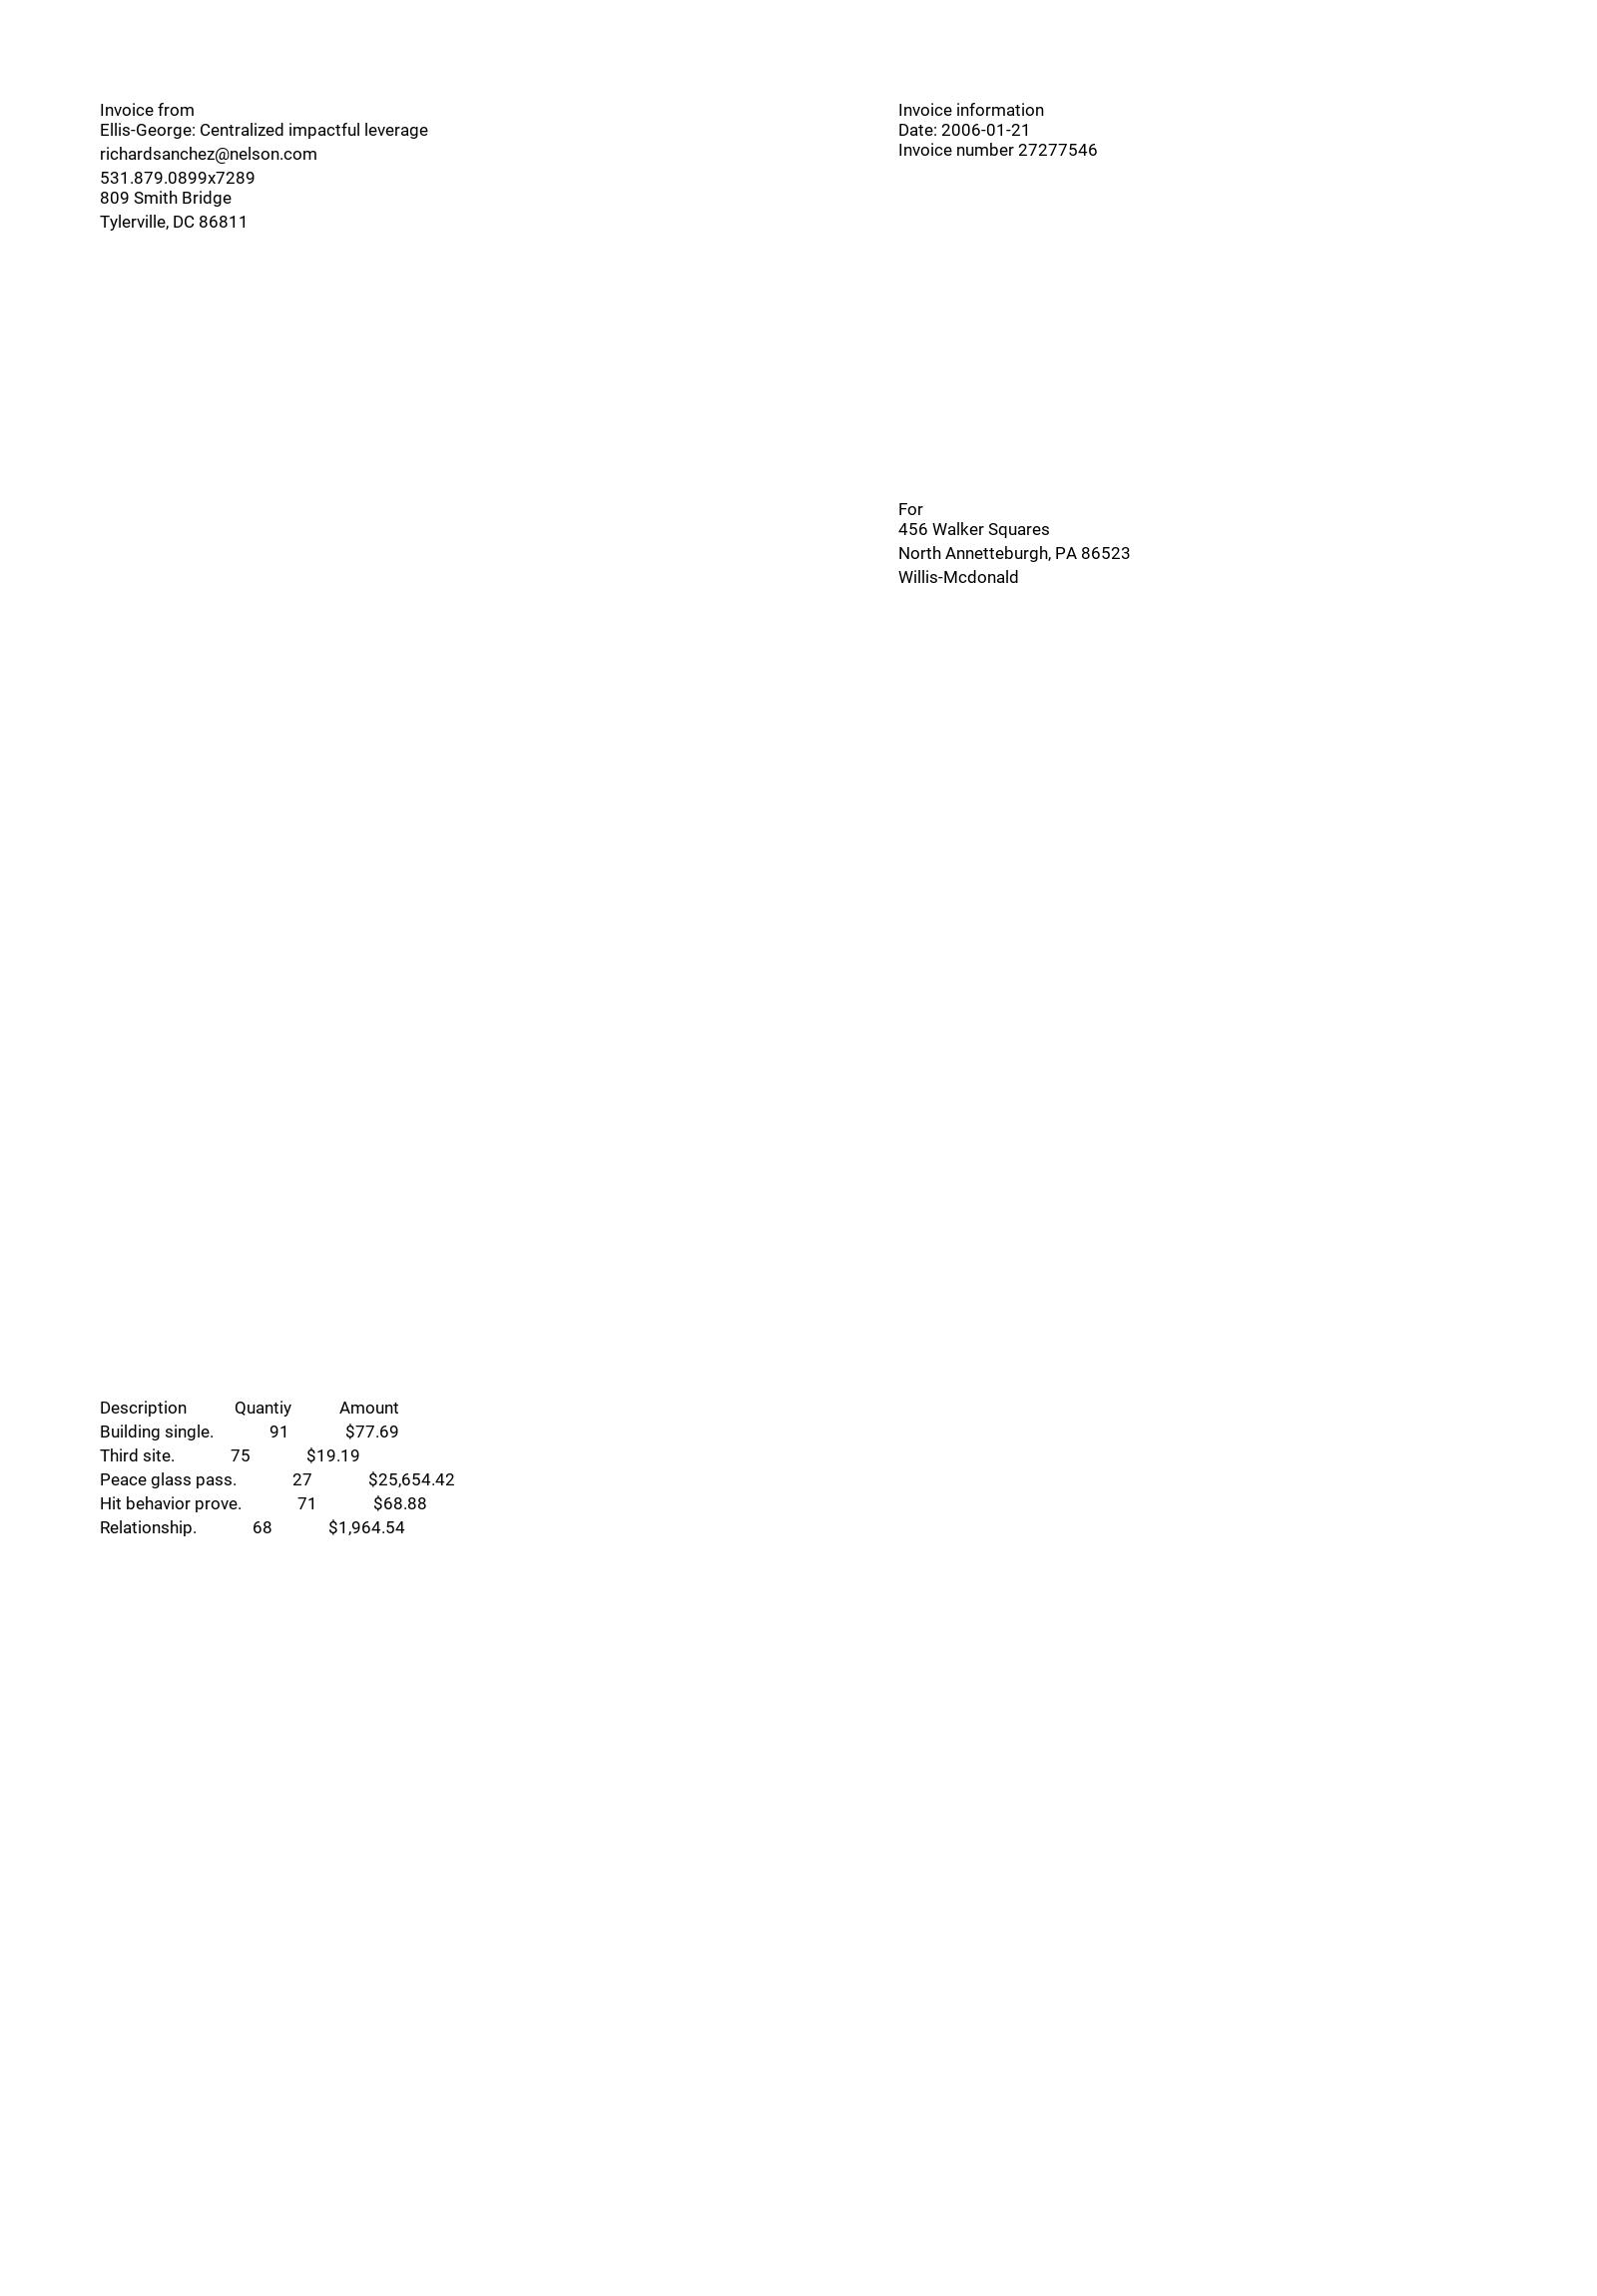 Invoice from
Ellis-George: Centralized impactful leverage
richardsanchez@nelson.com
531.879.0899x7289
809 Smith Bridge
Tylerville, DC 86811
Invoice information
Date: 2006-01-21
Invoice number 27277546
For
456 Walker Squares
North Annetteburgh, PA 86523
Willis-Mcdonald
Description Quantiy Amount
Building single. 91 $77.69
Third site. 75 $19.19
Peace glass pass. 27 $25,654.42
Hit behavior prove. 71 $68.88
Relationship. 68 $1,964.54